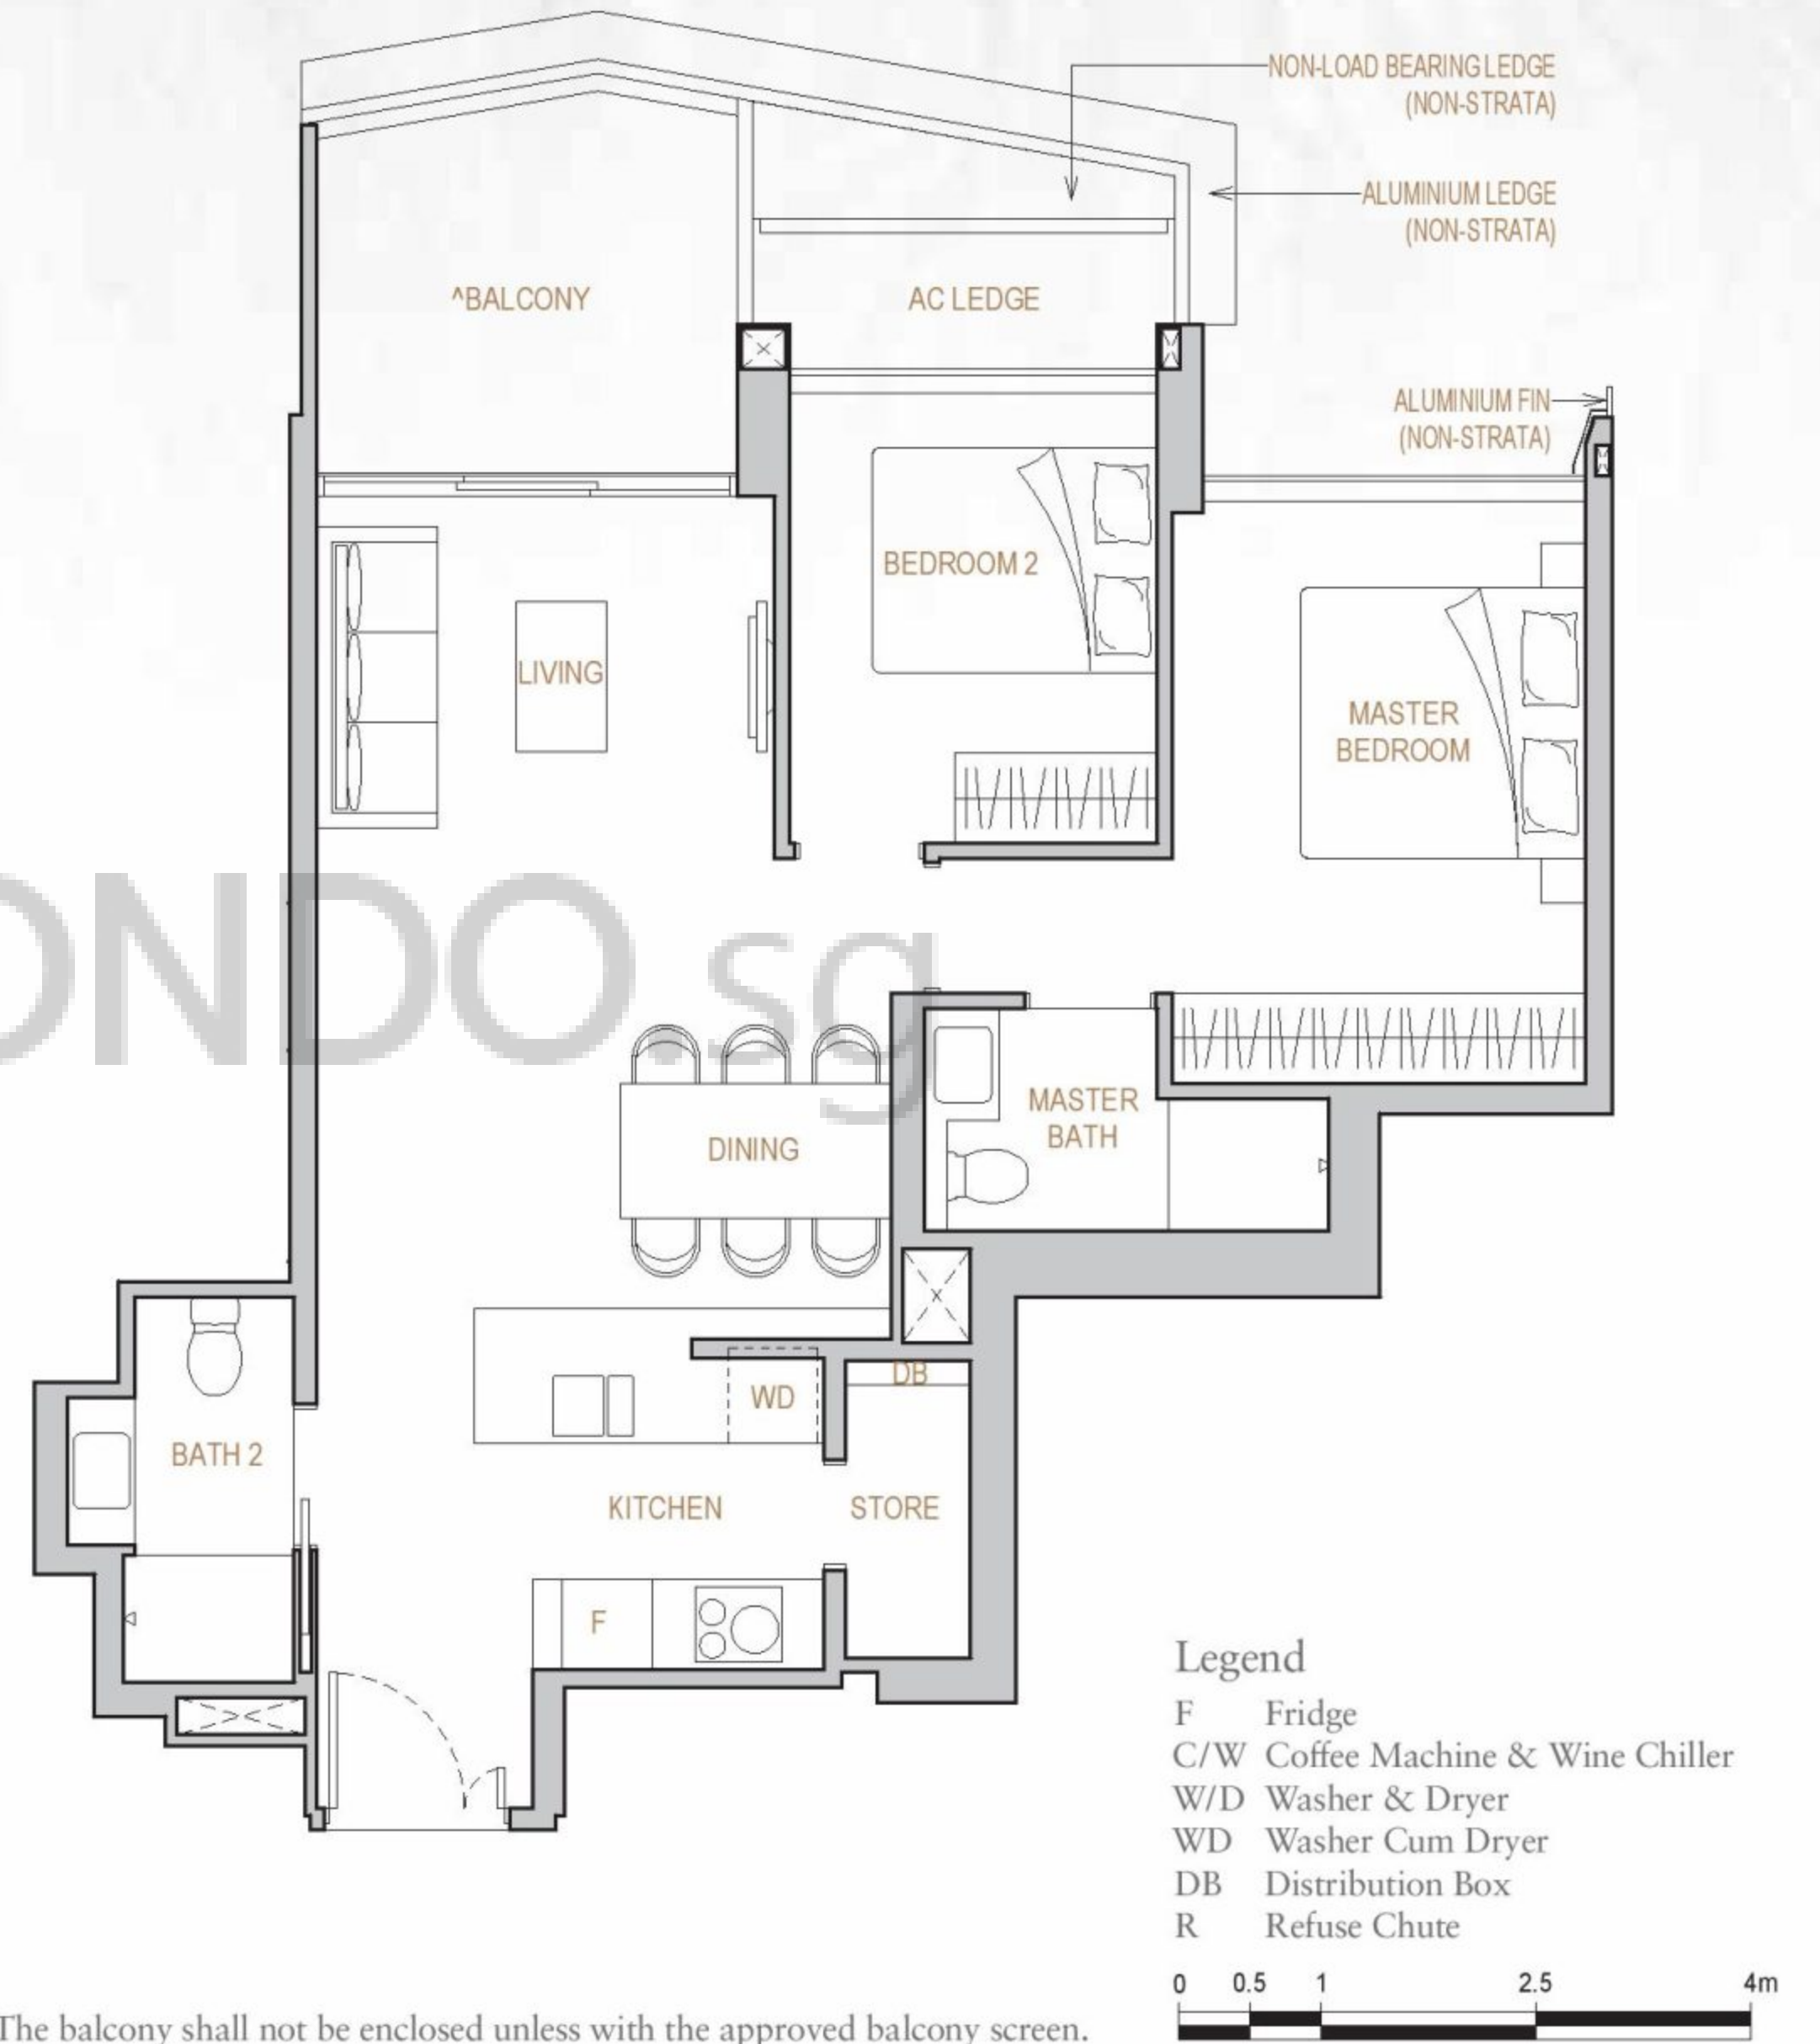 NON-LOAD BEARING LEDGE
(NON-STRATA)
ALUMINIUM LEDGE
(NON-STRATA)
^BALCONY
AC LEDGE
ALUMINIUM FIN
(NON-STRATA)
BEDROOM 2
LIVING
MASTER
BEDROOM
ONDO.sg
MASTER
BATH
DINING
DB
WD
BATH 2
KITCHEN
STORE
F
Legend
F Fridge
C/W Coffee Machine & Wine Chiller
W/D Washer & Dryer
WD Washer Cum Dryer
DB Distribution Box
R Refuse Chute
0 0.5 1 2.5 4m
The balcony shall not be enclosed unless with the approved balcony screen.